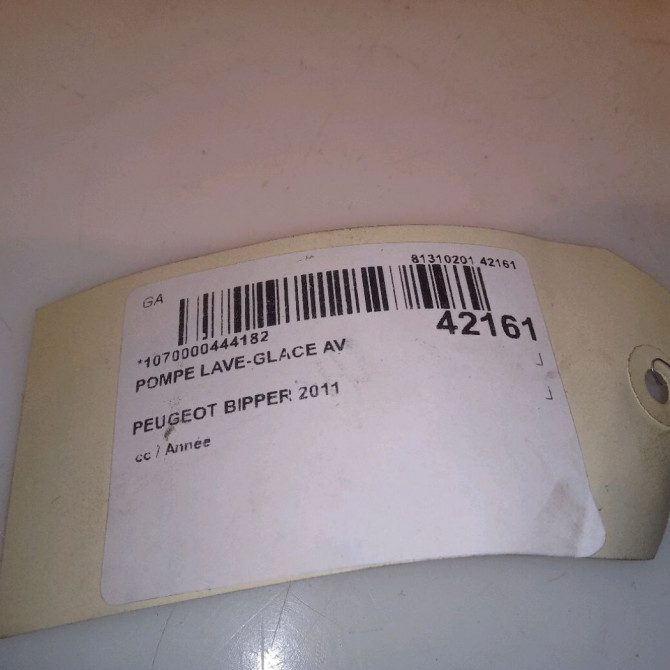 GA
81310201 42161
*1070000444182
42161
POMPE LAVE-GLACE AV
PEUGEOT BIPPER 2011
cc / Année